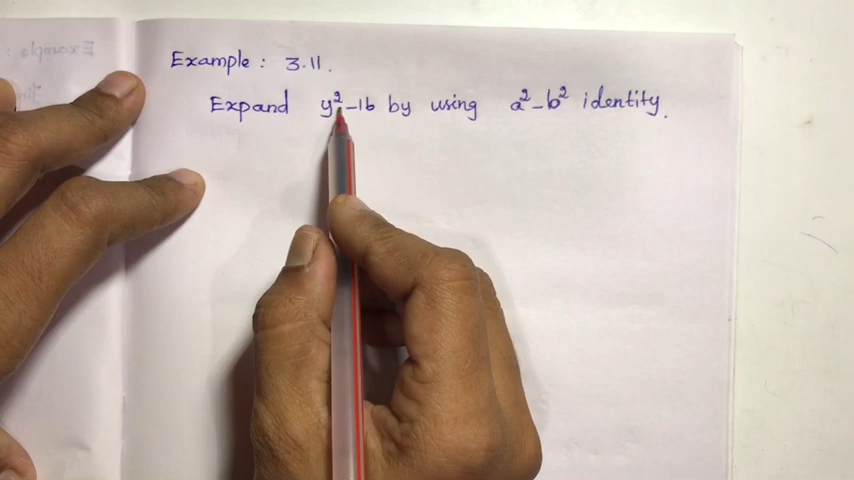 Example : 3.11.
Expand y²-16 by using a²-b² identity.